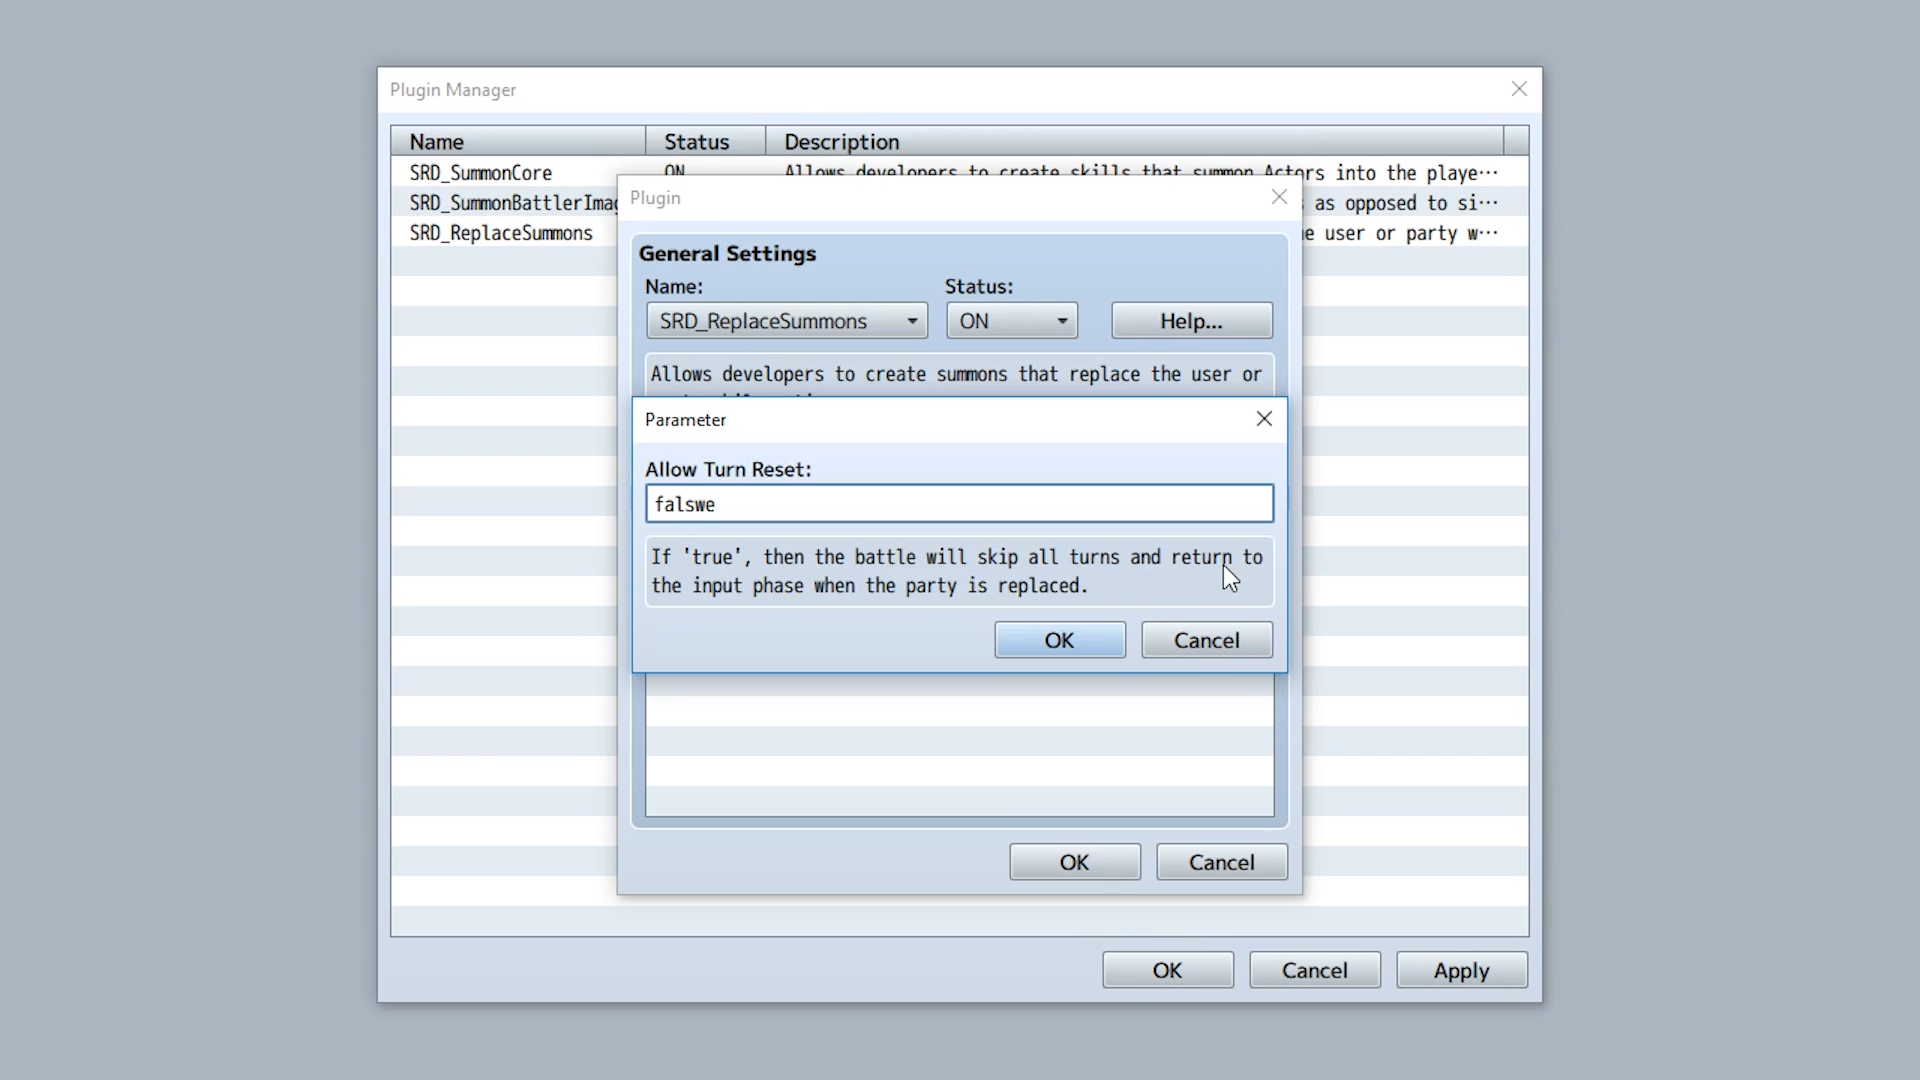 Plugin Manager
Name Status Description
SRD_SummonCore ON Allows developers to create skills that summon Actors into the playe···
SRD_SummonBattlerImag s as opposed to si···
SRD_ReplaceSummons e user or party w···
Plugin
General Settings
Name: Status:
SRD_ReplaceSummons ON Help...
Allows developers to create summons that replace the user or
Parameter
Allow Turn Reset:
falswe
If 'true', then the battle will skip all turns and return to
the input phase when the party is replaced.
OK Cancel
OK Cancel
OK Cancel Apply